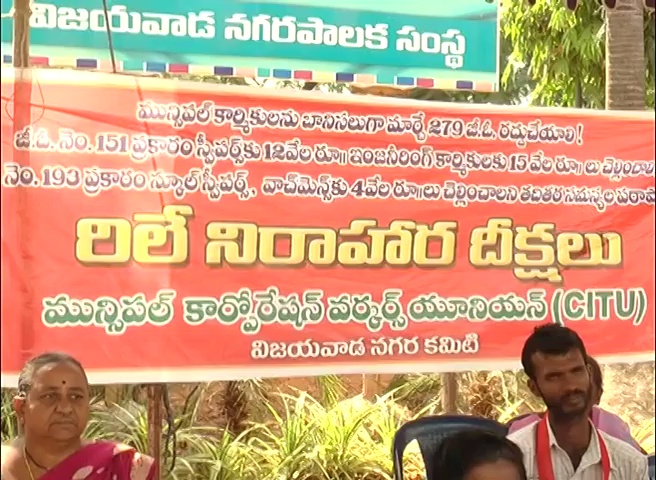 విజయవాడ నగరపాలక సంస్థ
మున్సిపల్ కార్మికులను బానిసలుగా మార్చే 279 జీ.ఓ. రద్దుచేయాలి!
జీ.ఓ. నెం. 151 ప్రకారం స్వీపర్స్‌కు 12వేల రూ॥ ఇంజనీరింగ్ కార్మికులకు 15 వేల రూ॥లు చెల్లించాలి
నెం. 193 ప్రకారం స్కూల్ స్వీపర్స్, వాచ్‌మెన్స్‌కు 4వేల రూ॥లు చెల్లించాలని తదితర సమస్యల
రిలే నిరాహార దీక్షలు
మున్సిపల్ కార్పోరేషన్ వర్కర్స్ యూనియన్ (CITU)
విజయవాడ నగర కమిటి